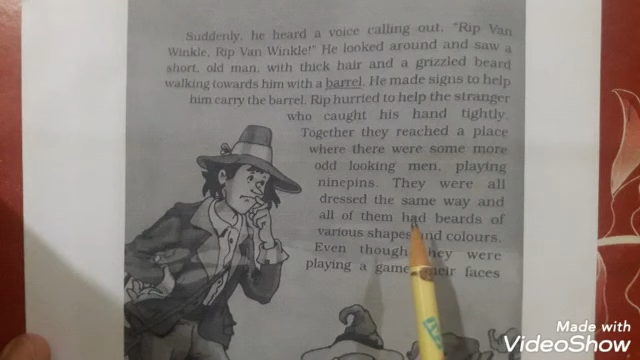 Suddenly, he heard a voice calling out, "Rip Van
Winkle, Rip Van Winkle!" He looked around and saw a
short, old man, with thick hair and a grizzled beard
walking towards him with a barrel. He made signs to help
him carry the barrel. Rip hurried to help the stranger
who caught his hand tightly.
Together they reached a place
where there were some more
odd looking men, playing
ninepins. They were all
dressed the same way and
all of them had beards of
various shapes and colours.
Even though they were
playing a game, their faces
Made with
VideoShow